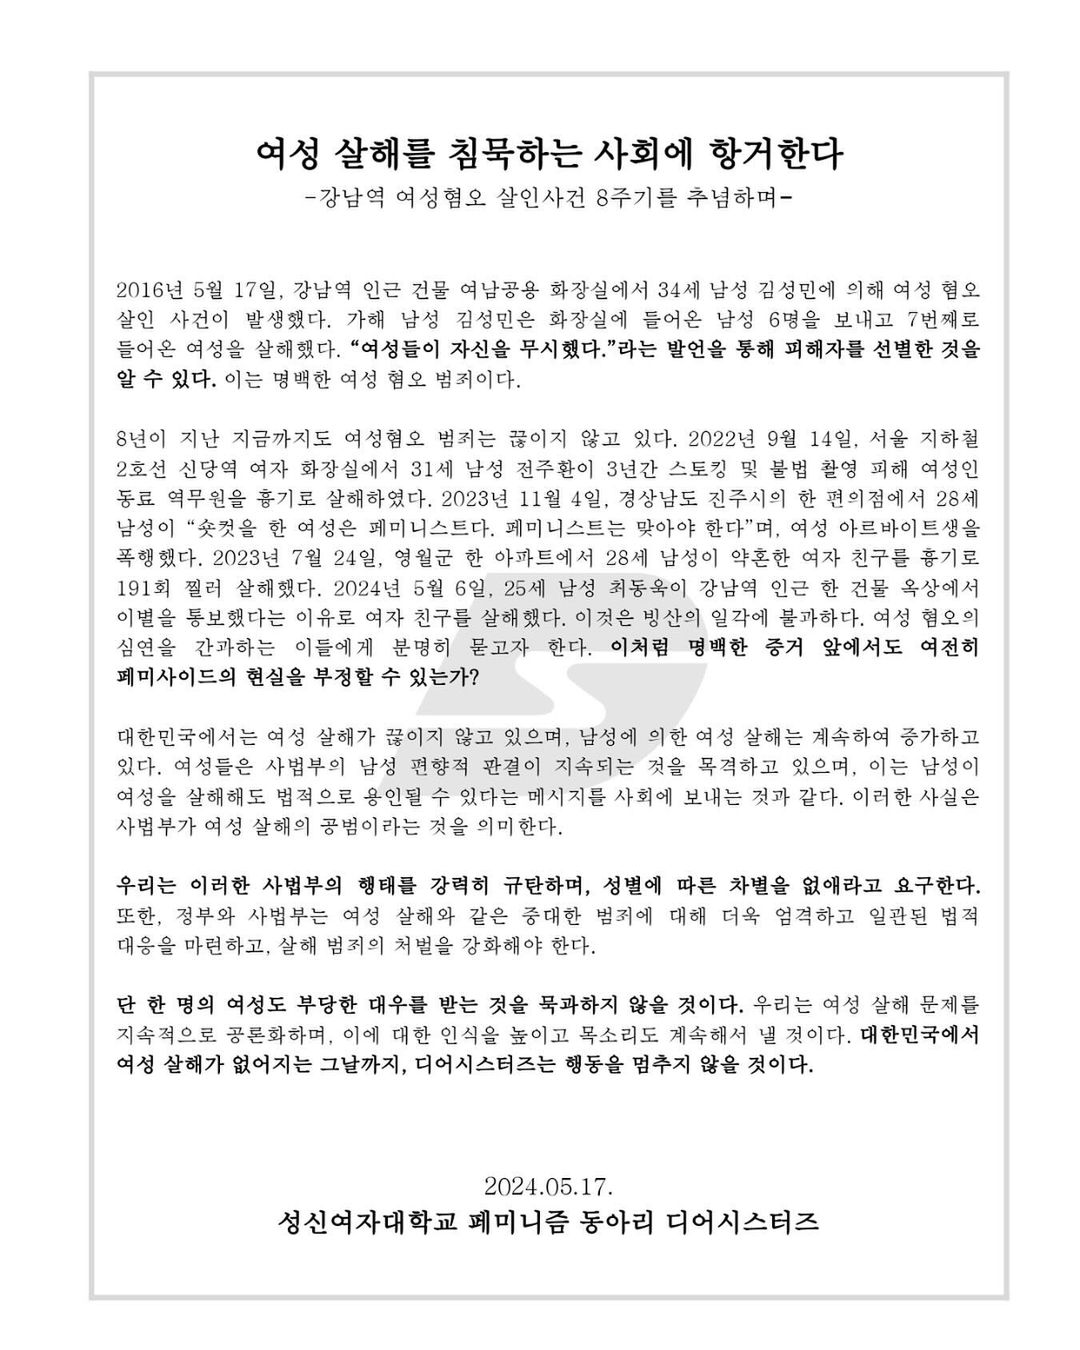 여성 살해를 침묵하는 사회에 항거한다
-강남역 여성혐오 살인사건 8주기를 추념하며-
2016년 5월 17일, 강남역 인근 건물 여남공용 화장실에서 34세 남성 김성민에 의해 여성 혐오
살인 사건이 발생했다. 가해 남성 김성민은 화장실에 들어온 남성 6명을 보내고 7번째로
들어온 여성을 살해했다. “여성들이 자신을 무시했다.”라는 발언을 통해 피해자를 선별한 것을
알 수 있다. 이는 명백한 여성 혐오 범죄이다.
8년이 지난 지금까지도 여성혐오 범죄는 끊이지 않고 있다. 2022년 9월 14일, 서울 지하철
2호선 신당역 여자 화장실에서 31세 남성 전주환이 3년간 스토킹 및 불법 촬영 피해 여성인
동료 역무원을 흉기로 살해하였다. 2023년 11월 4일, 경상남도 진주시의 한 편의점에서 28세
남성이 “숏컷을 한 여성은 페미니스트다. 페미니스트는 맞아야 한다”며, 여성 아르바이트생을
폭행했다. 2023년 7월 24일, 영월군 한 아파트에서 28세 남성이 약혼한 여자 친구를 흉기로
191회 찔러 살해했다. 2024년 5월 6일, 25세 남성 최동욱이 강남역 인근 한 건물 옥상에서
이별을 통보했다는 이유로 여자 친구를 살해했다. 이것은 빙산의 일각에 불과하다. 여성 혐오의
심연을 간과하는 이들에게 분명히 묻고자 한다. 이처럼 명백한 증거 앞에서도 여전히
페미사이드의 현실을 부정할 수 있는가?
대한민국에서는 여성 살해가 끊이지 않고 있으며, 남성에 의한 여성 살해는 계속하여 증가하고
있다. 여성들은 사법부의 남성 편향적 판결이 지속되는 것을 목격하고 있으며, 이는 남성이
여성을 살해해도 법적으로 용인될 수 있다는 메시지를 사회에 보내는 것과 같다. 이러한 사실은
사법부가 여성 살해의 공범이라는 것을 의미한다.
우리는 이러한 사법부의 행태를 강력히 규탄하며, 성별에 따른 차별을 없애라고 요구한다.
또한, 정부와 사법부는 여성 살해와 같은 중대한 범죄에 대해 더욱 엄격하고 일관된 법적
대응을 마련하고, 살해 범죄의 처벌을 강화해야 한다.
단 한 명의 여성도 부당한 대우를 받는 것을 묵과하지 않을 것이다. 우리는 여성 살해 문제를
지속적으로 공론화하며, 이에 대한 인식을 높이고 목소리도 계속해서 낼 것이다. 대한민국에서
여성 살해가 없어지는 그날까지, 디어시스터즈는 행동을 멈추지 않을 것이다.
2024.05.17.
성신여자대학교 페미니즘 동아리 디어시스터즈